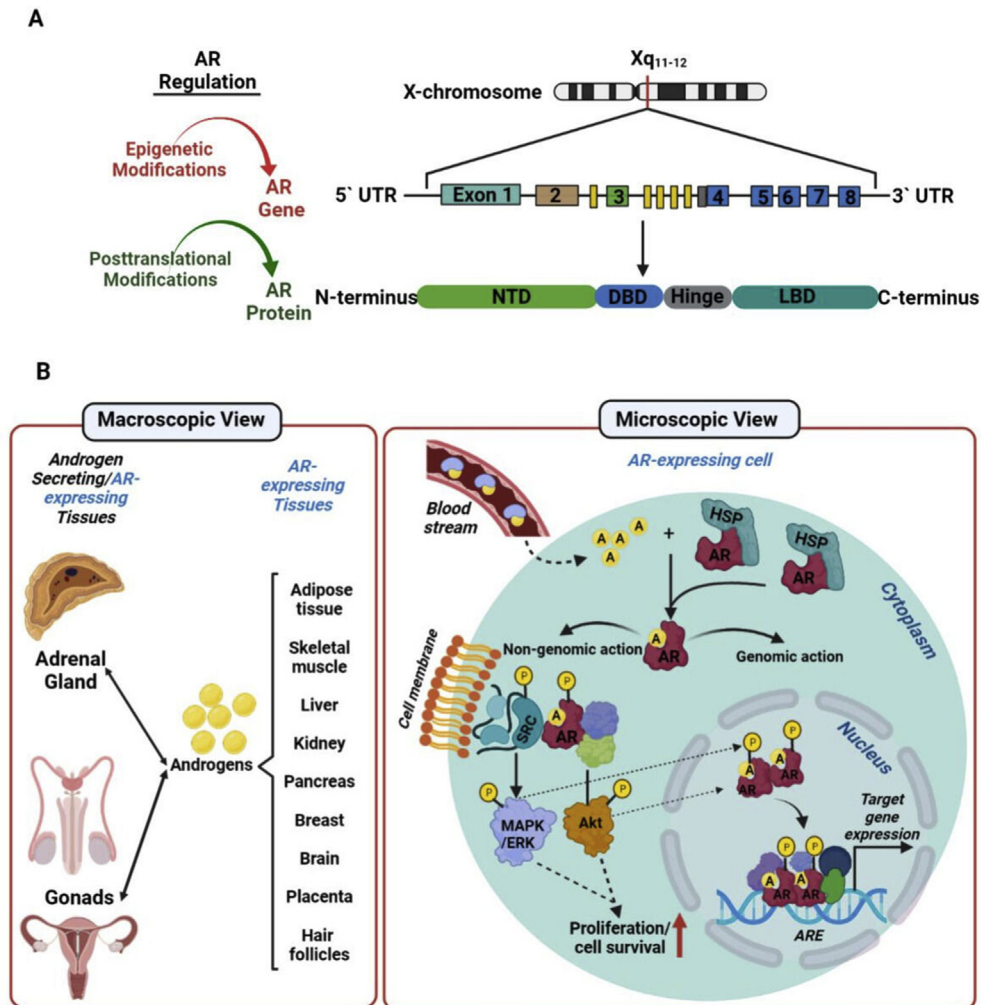 A
AR
Regulation
Epigenetic
Modifications
AR
Gene
Posttranslational
Modifications
AR
Protein
Xq11-12
X-chromosome
5` UTR
Exon 1
2
3
4
5
6
7
8
3` UTR
N-terminus
NTD
DBD
Hinge
LBD
C-terminus
B
Macroscopic View
Androgen
Secreting/AR-
expressing
Tissues
AR-
expressing
Tissues
Adrenal
Gland
Androgens
Gonads
Adipose
tissue
Skeletal
muscle
Liver
Kidney
Pancreas
Breast
Brain
Placenta
Hair
follicles
Microscopic View
AR-expressing cell
Blood
stream
A
A
A
A
+
HSP
AR
HSP
AR
Cytoplasm
A
AR
Non-genomic action
Genomic action
Cell membrane
P
SRC
P
A
AR
P
MAPK
/ERK
P
Akt
Proliferation/
cell survival
Nucleus
P
A
AR
P
A
AR
Target
gene
expression
P
P
A
AR
A
AR
ARE